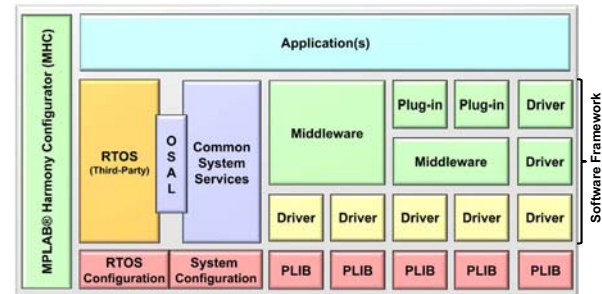 MPLAB® Harmony Configurator (MHC)
Application(s)
RTOS
(Third-Party)
O
S
A
L
Common
System
Services
Middleware
Plug-in
Plug-in
Driver
Middleware
Driver
Driver
Driver
Driver
Driver
Driver
RTOS
Configuration
System
Configuration
PLIB
PLIB
PLIB
PLIB
PLIB
Software Framework